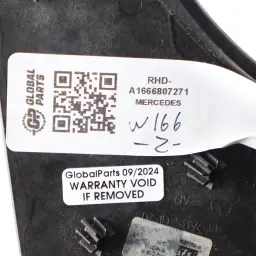 GLOBAL
PARTS
RHD-
A1666807271
MERCEDES
W166
-2-
GlobalParts 09/2024
WARRANTY VOID
IF REMOVED